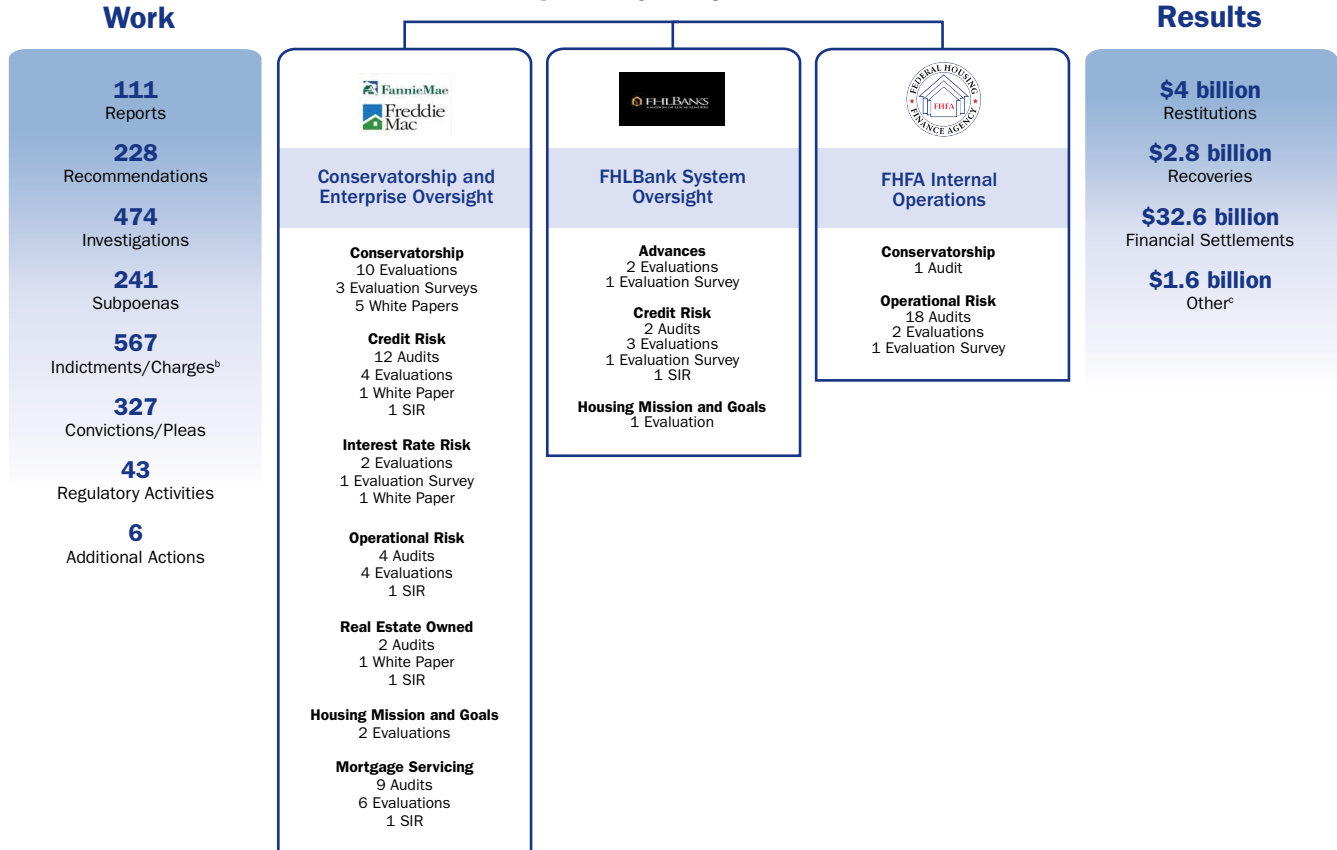 Work
111
Reports
228
Recommendations
474
Investigations
241
Subpoenas
567
Indictments/Chargesᵇ
327
Convictions/Pleas
43
Regulatory Activities
6
Additional Actions
FannieMae
Freddie
Mac
Conservatorship and
Enterprise Oversight
Conservatorship
10 Evaluations
3 Evaluation Surveys
5 White Papers
Credit Risk
12 Audits
4 Evaluations
1 White Paper
1 SIR
Interest Rate Risk
2 Evaluations
1 Evaluation Survey
1 White Paper
Operational Risk
4 Audits
4 Evaluations
1 SIR
Real Estate Owned
2 Audits
1 White Paper
1 SIR
Housing Mission and Goals
2 Evaluations
Mortgage Servicing
9 Audits
6 Evaluations
1 SIR
FHLBANKS
FHLBank System
Oversight
Advances
2 Evaluations
1 Evaluation Survey
Credit Risk
2 Audits
3 Evaluations
1 Evaluation Survey
1 SIR
Housing Mission and Goals
1 Evaluation
FEDERAL HOUSING
FHFA
FINANCE AGENCY
FHFA Internal
Operations
Conservatorship
1 Audit
Operational Risk
18 Audits
2 Evaluations
1 Evaluation Survey
Results
$4 billion
Restitutions
$2.8 billion
Recoveries
$32.6 billion
Financial Settlements
$1.6 billion
Otherᶜ